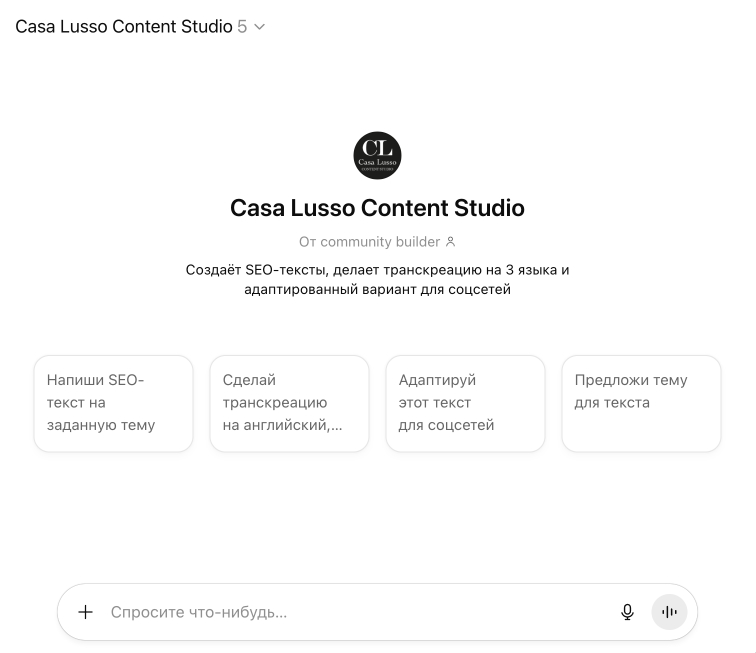 Casa Lusso Content Studio 5
CL
Casa Lusso
CONTENT STUDIO
Casa Lusso Content Studio
От community builder
Создаёт SEO-тексты, делает транскреацию на 3 языка и
адаптированный вариант для соцсетей
Напиши SEO-
текст на
заданную тему
Сделай
транскреацию
на английский,...
Адаптируй
этот текст
для соцсетей
Предложи тему
для текста
Спросите что-нибудь...